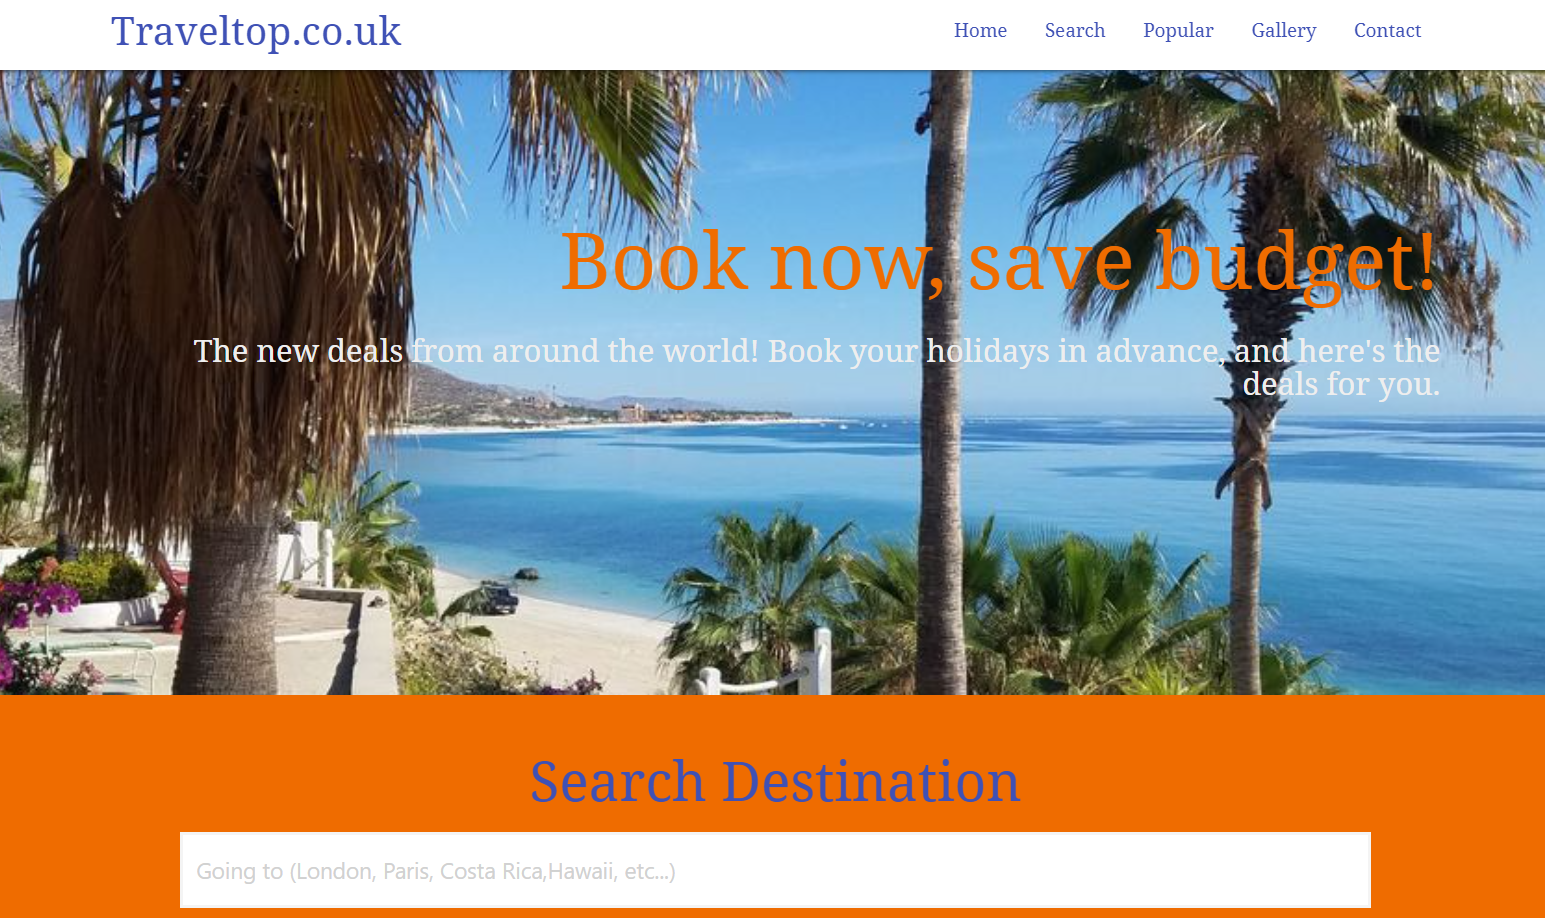 Traveltop.co.uk
Home Search Popular Gallery Contact
Book now, save budget!
The new deals from around the world! Book your holidays in advance, and here's the
deals for you.
Search Destination
Going to (London, Paris, Costa Rica,Hawaii, etc...)